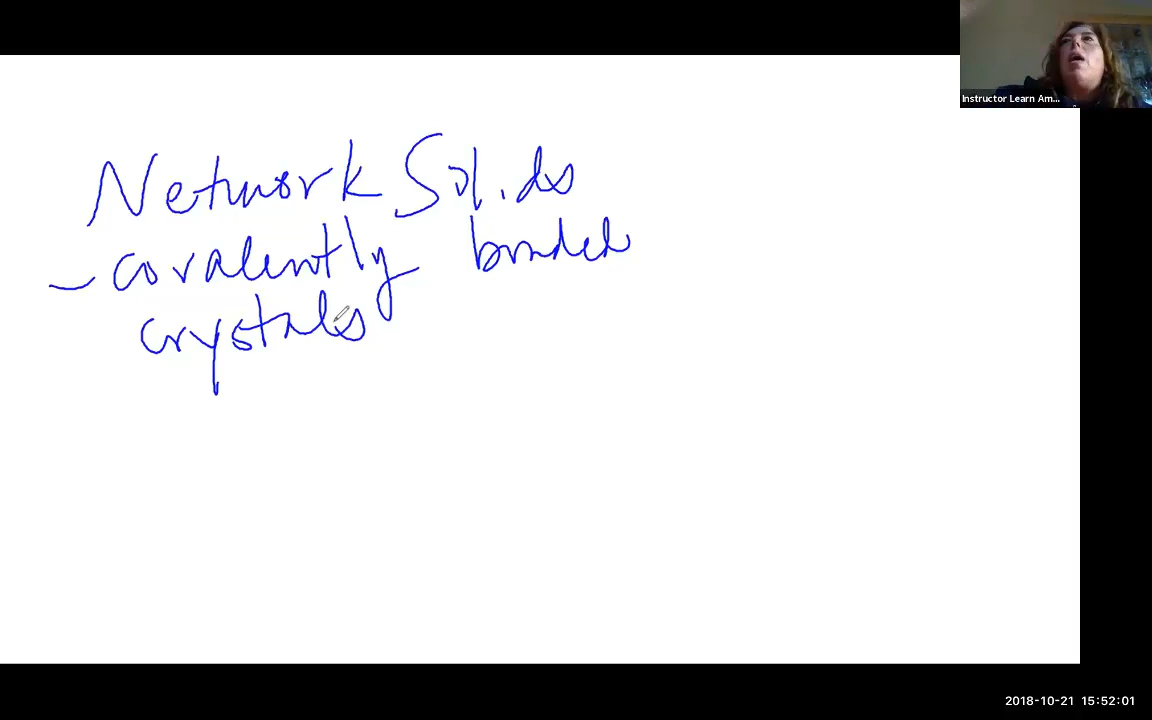 Instructor Learn Am...
Network Solids
- covalently bonded
crystals
2018-10-21 15:52:01